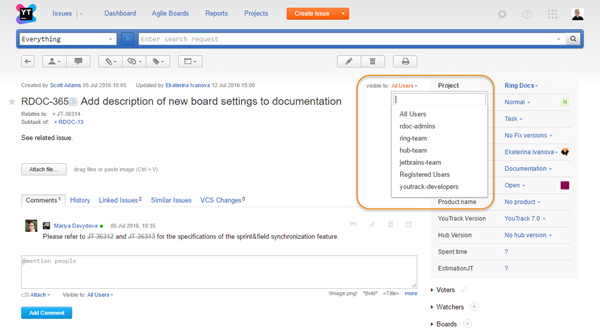 YT
Issues Dashboard Agile Boards Reports Projects Create Issue
Everything Enter search request
Created by Scott Adams 05 Jul 2016 10:05 Updated by Ekaterina Ivanova 12 Jul 2016 15:00
visible to: All Users
Project Ring Docs
RDOC-365 Add description of new board settings to documentation
Normal N
Relates to: × JT-36314
Subtask of: × RDOC-13
All Users
rdoc-admins
ring-team
hub-team
jetbrains-team
Registered Users
youtrack-developers
Task
No Fix versions
Ekaterina Ivanova
Documentation
Open
See related issue.
Attach file... drag files or paste image (Ctrl + V)
Comments 1 History Linked Issues 2 Similar Issues VCS Changes 0
Product name No product
YouTrack Version YouTrack 7.0
Hub Version No hub version
Spent time ?
EstimationJT ?
Mariya Davydova 05 Jul 2016, 10:35
Please refer to JT-36312 and JT-36313 for the specifications of the sprint&field synchronization feature.
@mention people
Attach Visible to: All Users !Image.png! *Bold* =Title= more
Add Comment
Voters
Watchers
Boards